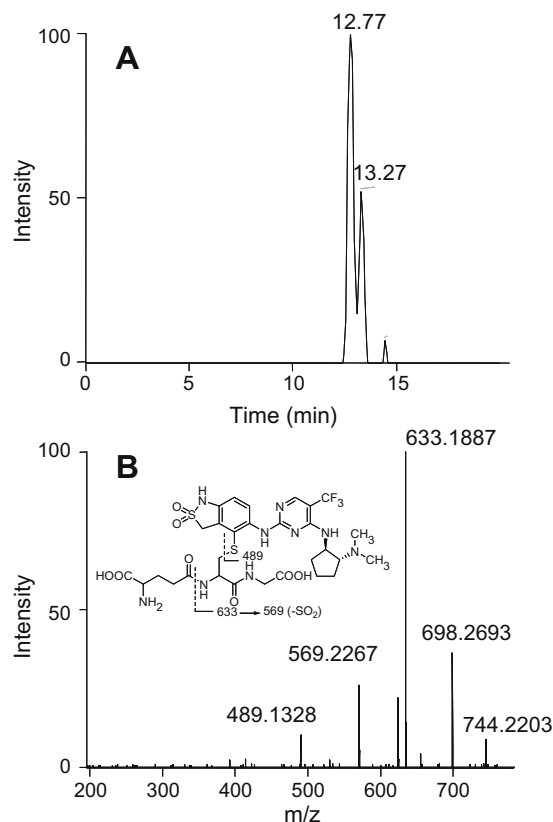 A
Intensity
100
50
0
12.77
13.27
0 5 10 15
Time (min)
B
Intensity
100
50
0
633.1887
698.2693
569.2267
489.1328
744.2203
H
N
O
S
O
N
H
N
N
CF3
NH
CH3
N
CH3
S
489
O
H
N
COOH
HOOC
NH2
N
H
O
633 → 569 (-SO2)
200 300 400 500 600 700
m/z